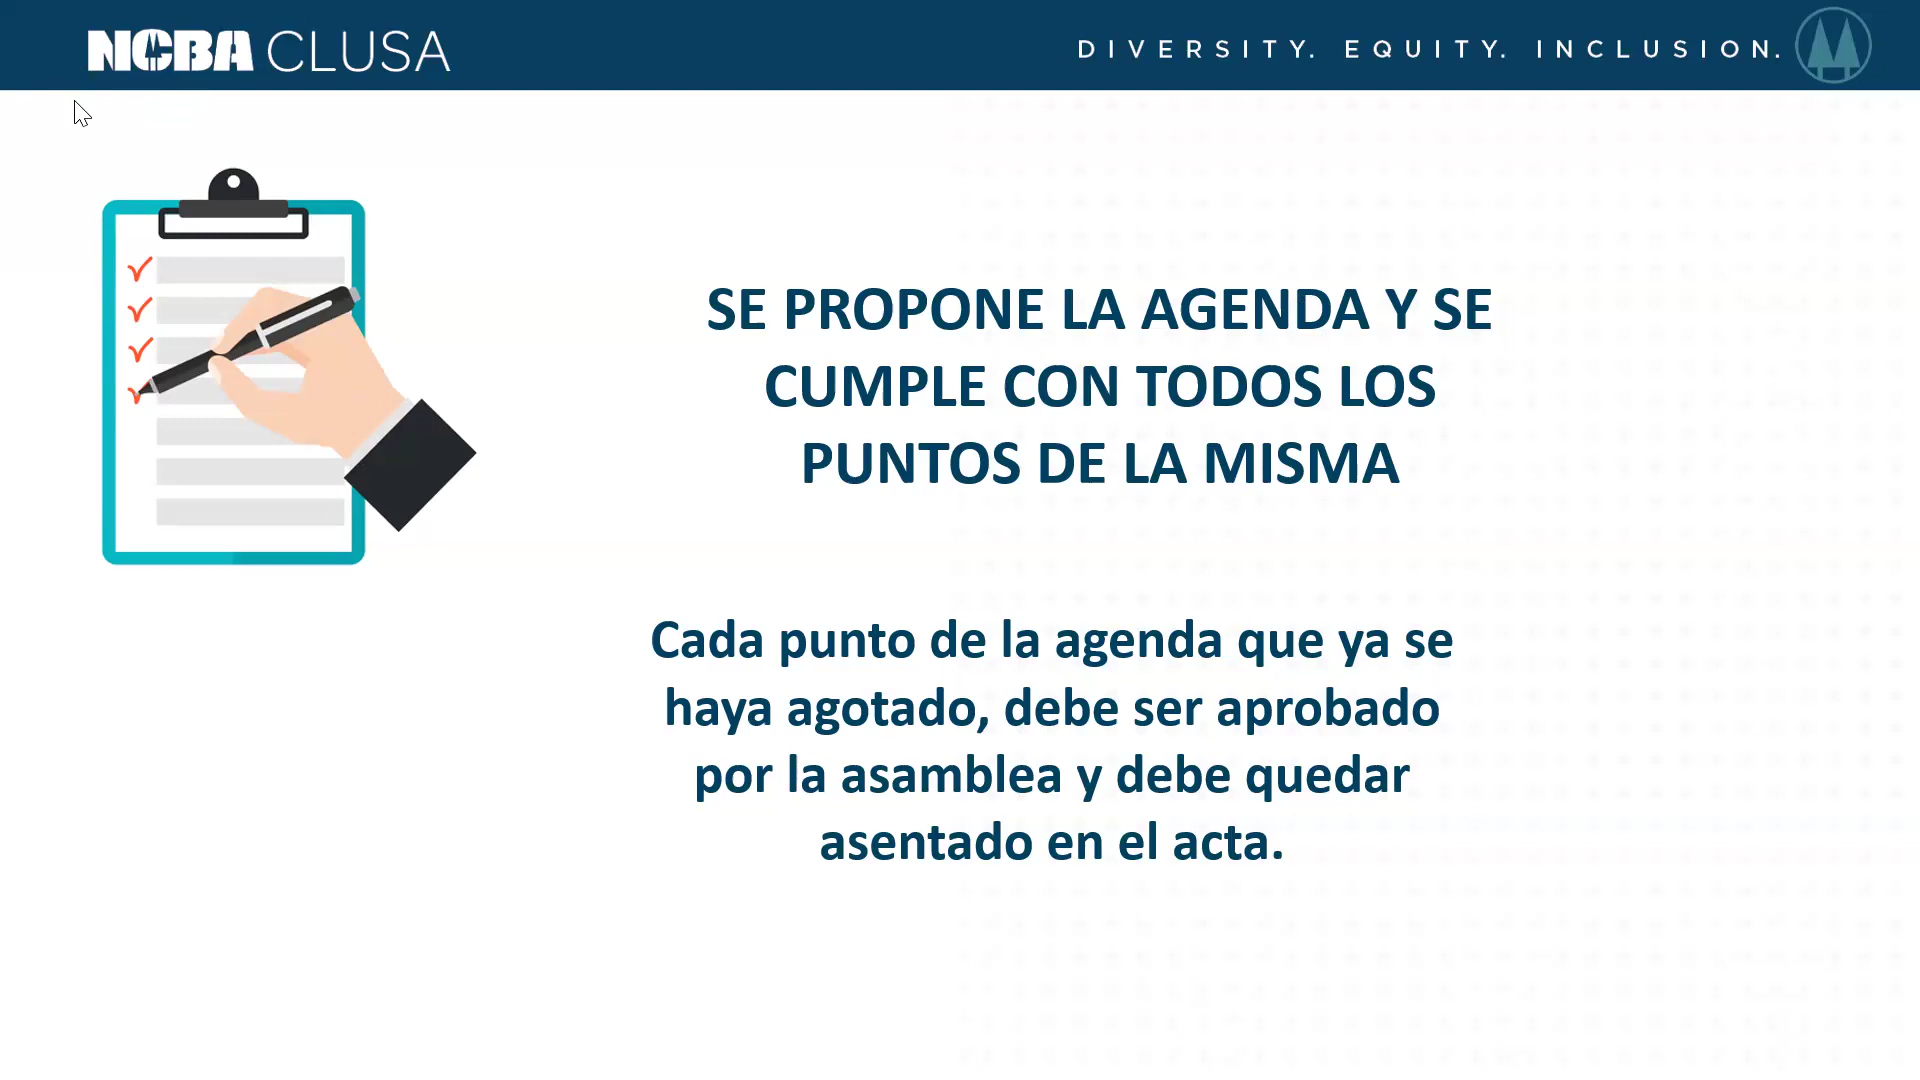 NCBA CLUSA
DIVERSITY. EQUITY. INCLUSION.
SE PROPONE LA AGENDA Y SE
CUMPLE CON TODOS LOS
PUNTOS DE LA MISMA
Cada punto de la agenda que ya se
haya agotado, debe ser aprobado
por la asamblea y debe quedar
asentado en el acta.